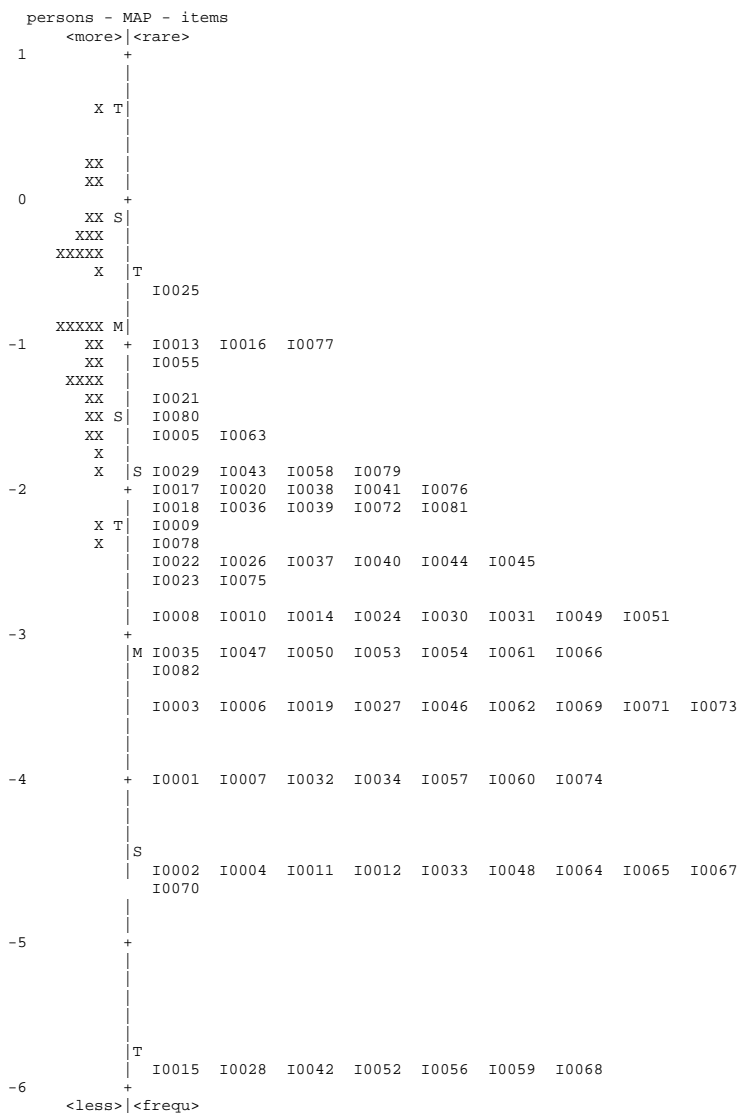 persons - MAP - items
<more>|<rare>
1 +
|
|
X T|
|
|
XX |
XX |
0 +
XX S|
XXX |
XXXXX |
X |T
| I0025
|
XXXXX M|
-1 XX + I0013 I0016 I0077
XX | I0055
XXXX |
XX | I0021
XX S| I0080
XX | I0005 I0063
X |
X |S I0029 I0043 I0058 I0079
-2 + I0017 I0020 I0038 I0041 I0076
| I0018 I0036 I0039 I0072 I0081
X T| I0009
X | I0078
| I0022 I0026 I0037 I0040 I0044 I0045
| I0023 I0075
|
| I0008 I0010 I0014 I0024 I0030 I0031 I0049 I0051
-3 +
|M I0035 I0047 I0050 I0053 I0054 I0061 I0066
| I0082
|
| I0003 I0006 I0019 I0027 I0046 I0062 I0069 I0071 I0073
|
|
|
-4 + I0001 I0007 I0032 I0034 I0057 I0060 I0074
|
|
|
|S
| I0002 I0004 I0011 I0012 I0033 I0048 I0064 I0065 I0067
I0070
|
|
-5 +
|
|
|
|
|
|T
| I0015 I0028 I0042 I0052 I0056 I0059 I0068
-6 +
<less>|<frequ>